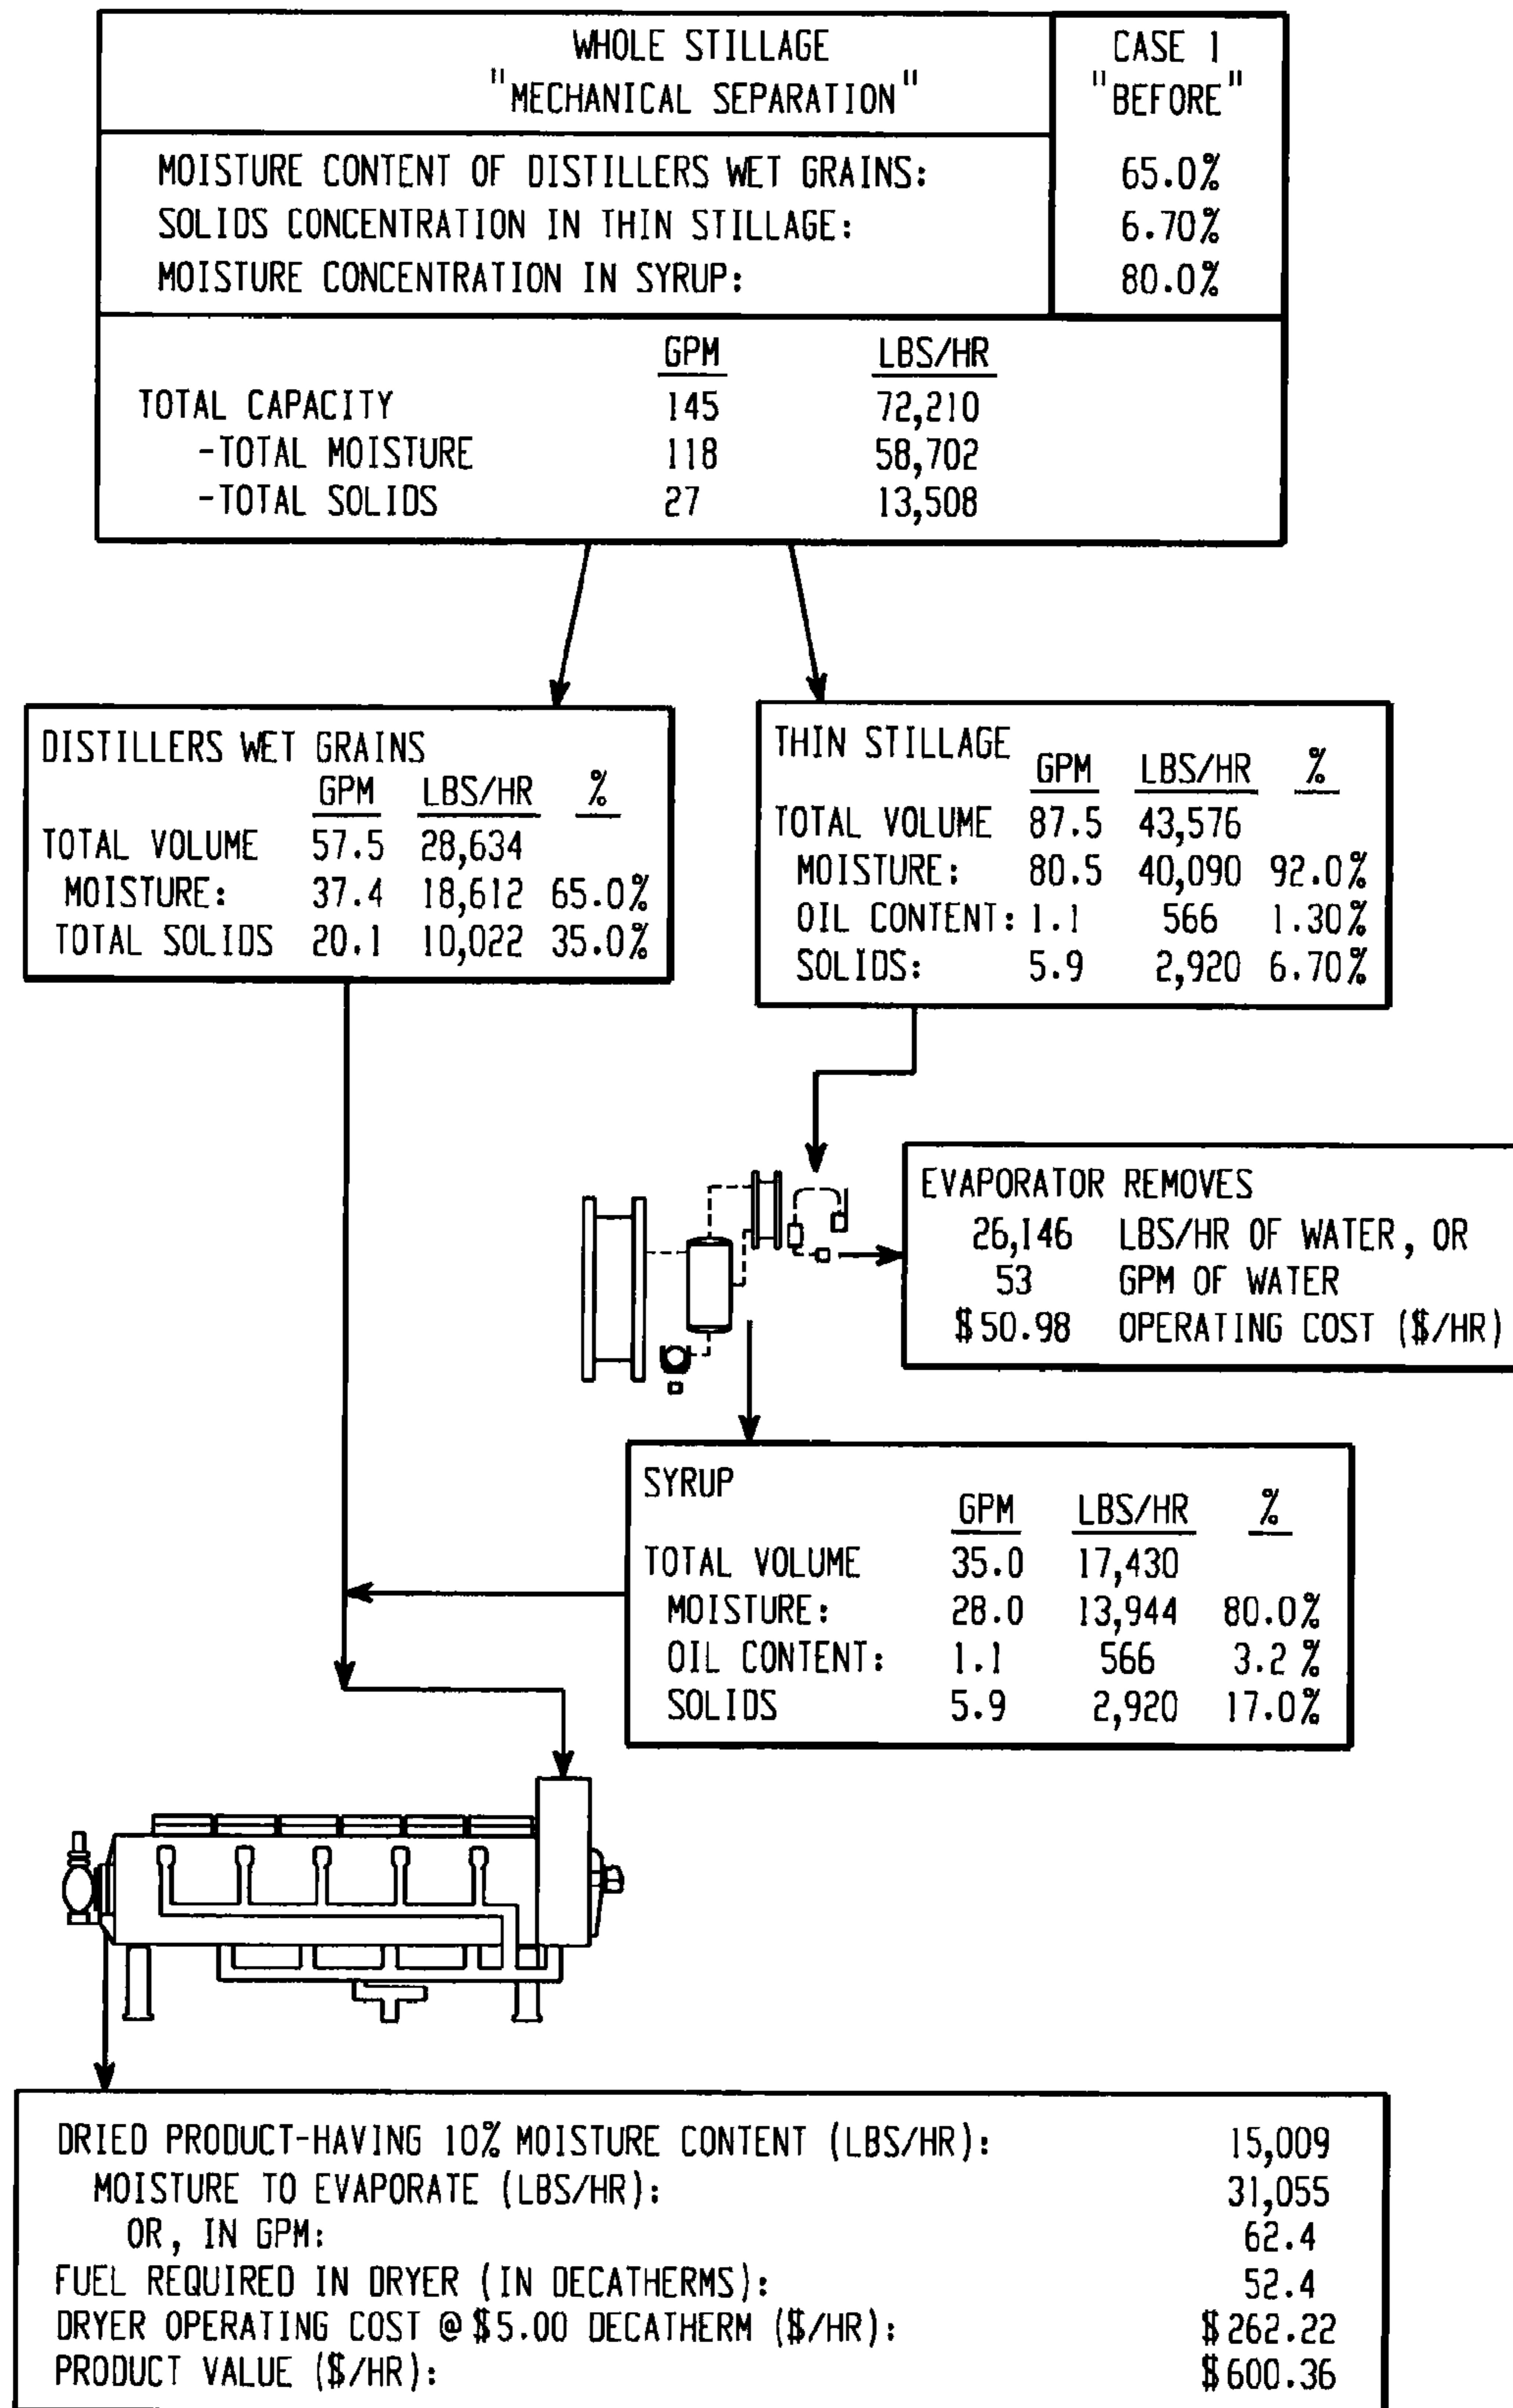 WHOLE STILLAGE
"MECHANICAL SEPARATION"
CASE 1
"BEFORE"
MOISTURE CONTENT OF DISTILLERS WET GRAINS: 65.0%
SOLIDS CONCENTRATION IN THIN STILLAGE: 6.70%
MOISTURE CONCENTRATION IN SYRUP: 80.0%
GPM LBS/HR
TOTAL CAPACITY 145 72,210
-TOTAL MOISTURE 118 58,702
-TOTAL SOLIDS 27 13,508
DISTILLERS WET GRAINS
GPM LBS/HR %
TOTAL VOLUME 57.5 28,634
MOISTURE: 37.4 18,612 65.0%
TOTAL SOLIDS 20.1 10,022 35.0%
THIN STILLAGE
GPM LBS/HR %
TOTAL VOLUME 87.5 43,576
MOISTURE: 80.5 40,090 92.0%
OIL CONTENT: 1.1 566 1.30%
SOLIDS: 5.9 2,920 6.70%
EVAPORATOR REMOVES
26,146 LBS/HR OF WATER, OR
53 GPM OF WATER
$50.98 OPERATING COST ($/HR)
SYRUP
GPM LBS/HR %
TOTAL VOLUME 35.0 17,430
MOISTURE: 28.0 13,944 80.0%
OIL CONTENT: 1.1 566 3.2%
SOLIDS 5.9 2,920 17.0%
DRIED PRODUCT-HAVING 10% MOISTURE CONTENT (LBS/HR): 15,009
MOISTURE TO EVAPORATE (LBS/HR): 31,055
OR, IN GPM: 62.4
FUEL REQUIRED IN DRYER (IN DECATHERMS): 52.4
DRYER OPERATING COST @ $5.00 DECATHERM ($/HR): $262.22
PRODUCT VALUE ($/HR): $600.36